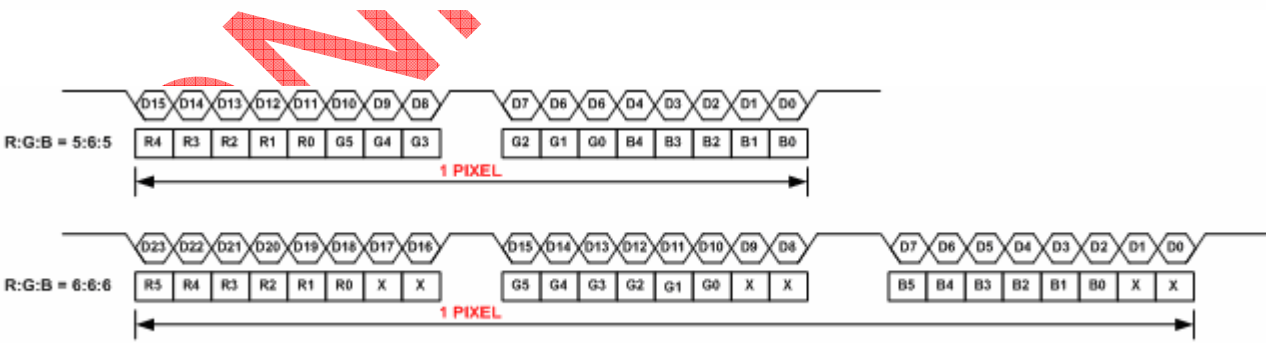 D15 D14 D13 D12 D11 D10 D9 D8 D7 D6 D6 D4 D3 D2 D1 D0
R:G:B = 5:6:5 R4 R3 R2 R1 R0 G5 G4 G3 G2 G1 G0 B4 B3 B2 B1 B0
1 PIXEL
D23 D22 D21 D20 D19 D18 D17 D16 D15 D14 D13 D12 D11 D10 D9 D8 D7 D6 D5 D4 D3 D2 D1 D0
R:G:B = 6:6:6 R5 R4 R3 R2 R1 R0 X X G5 G4 G3 G2 G1 G0 X X B5 B4 B3 B2 B1 B0 X X
1 PIXEL